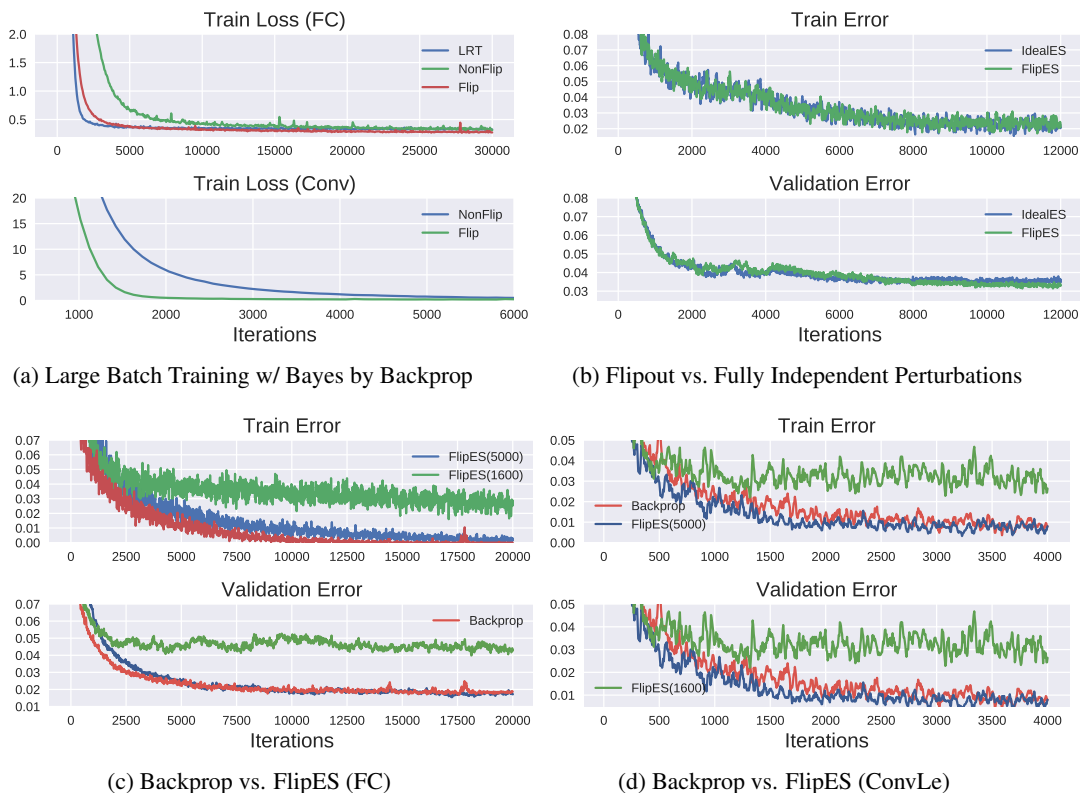 Train Loss (FC)
2.0
1.5
1.0
0.5
LRT
NonFlip
Flip
0 5000 10000 15000 20000 25000 30000
Train Loss (Conv)
20
15
10
5
0
NonFlip
Flip
1000 2000 3000 4000 5000 6000
Iterations
(a) Large Batch Training w/ Bayes by Backprop
Train Error
0.08
0.07
0.06
0.05
0.04
0.03
0.02
IdealES
FlipES
0 2000 4000 6000 8000 10000 12000
Validation Error
0.08
0.07
0.06
0.05
0.04
0.03
IdealES
FlipES
0 2000 4000 6000 8000 10000 12000
Iterations
(b) Flipout vs. Fully Independent Perturbations
Train Error
0.07
0.06
0.05
0.04
0.03
0.02
0.01
0.00
FlipES(5000)
FlipES(1600)
0 2500 5000 7500 10000 12500 15000 17500 20000
Validation Error
0.07
0.06
0.05
0.04
0.03
0.02
0.01
Backprop
0 2500 5000 7500 10000 12500 15000 17500 20000
Iterations
(c) Backprop vs. FlipES (FC)
Train Error
0.05
0.04
0.03
0.02
0.01
0.00
Backprop
FlipES(5000)
0 500 1000 1500 2000 2500 3000 3500 4000
Validation Error
0.05
0.04
0.03
0.02
0.01
FlipES(1600)
0 500 1000 1500 2000 2500 3000 3500 4000
Iterations
(d) Backprop vs. FlipES (ConvLe)